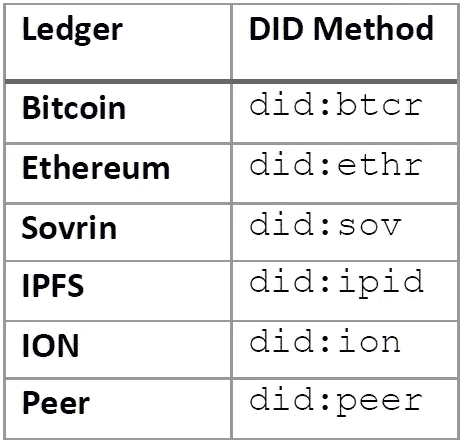 Ledger DID Method
Bitcoin did:btcr
Ethereum did:ethr
Sovrin did:sov
IPFS did:ipid
ION did:ion
Peer did:peer